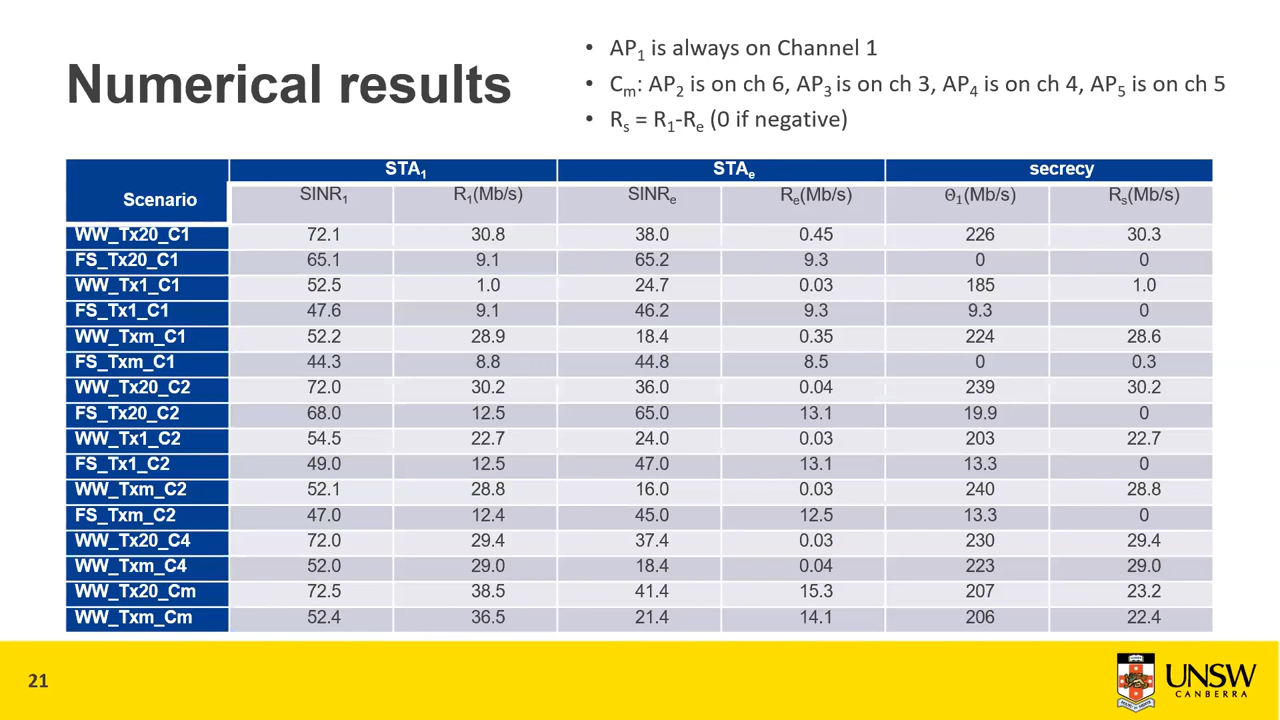 Numerical results
• AP1 is always on Channel 1
• Cm: AP2 is on ch 6, AP3 is on ch 3, AP4 is on ch 4, AP5 is on ch 5
• Rs = R1-Re (0 if negative)
Scenario STA1 STAe secrecy
SINR1 R1(Mb/s) SINRe Re(Mb/s) Θ1(Mb/s) Rs(Mb/s)
WW_Tx20_C1 72.1 30.8 38.0 0.45 226 30.3
FS_Tx20_C1 65.1 9.1 65.2 9.3 0 0
WW_Tx1_C1 52.5 1.0 24.7 0.03 185 1.0
FS_Tx1_C1 47.6 9.1 46.2 9.3 9.3 0
WW_Txm_C1 52.2 28.9 18.4 0.35 224 28.6
FS_Txm_C1 44.3 8.8 44.8 8.5 0 0.3
WW_Tx20_C2 72.0 30.2 36.0 0.04 239 30.2
FS_Tx20_C2 68.0 12.5 65.0 13.1 19.9 0
WW_Tx1_C2 54.5 22.7 24.0 0.03 203 22.7
FS_Tx1_C2 49.0 12.5 47.0 13.1 13.3 0
WW_Txm_C2 52.1 28.8 16.0 0.03 240 28.8
FS_Txm_C2 47.0 12.4 45.0 12.5 13.3 0
WW_Tx20_C4 72.0 29.4 37.4 0.03 230 29.4
WW_Txm_C4 52.0 29.0 18.4 0.04 223 29.0
WW_Tx20_Cm 72.5 38.5 41.4 15.3 207 23.2
WW_Txm_Cm 52.4 36.5 21.4 14.1 206 22.4
21
UNSW
CANBERRA